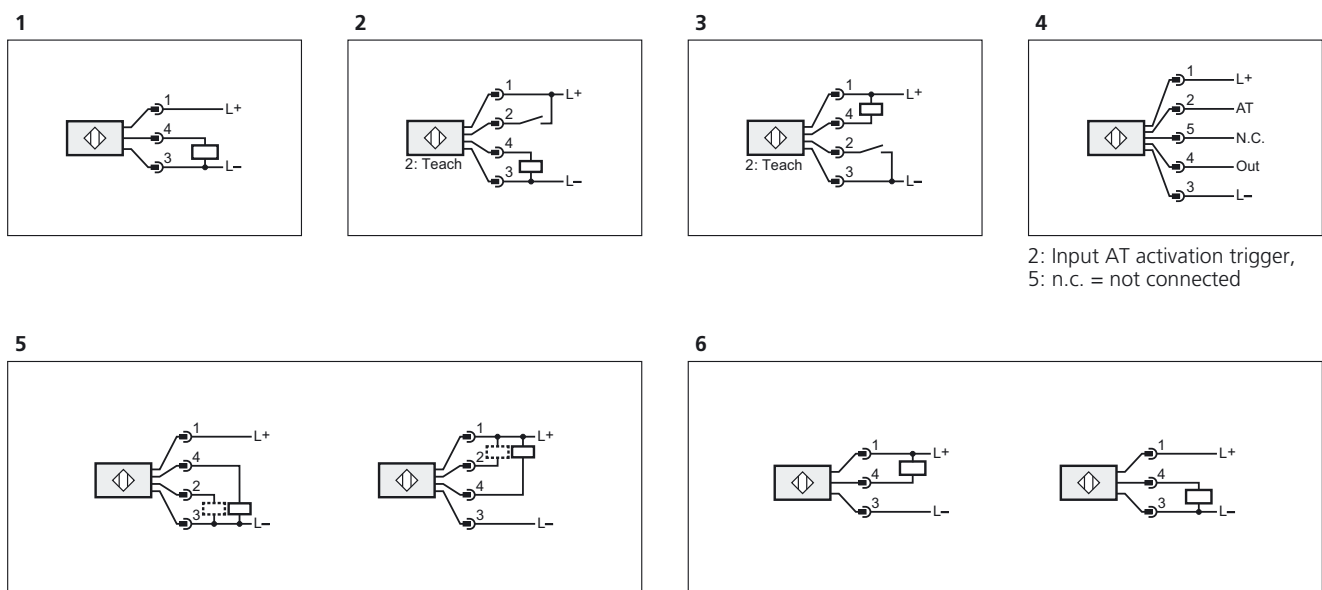 1
1
L+
4
3
L–
2
1
L+
2
4
2: Teach
3
L–
3
1
L+
4
2
2: Teach
3
L–
4
1
L+
2
AT
5
N.C.
4
Out
3
L–
2: Input AT activation trigger,
5: n.c. = not connected
5
1
L+
4
2
3
L–
1
L+
2
4
3
L–
6
1
L+
4
3
L–
1
L+
4
3
L–